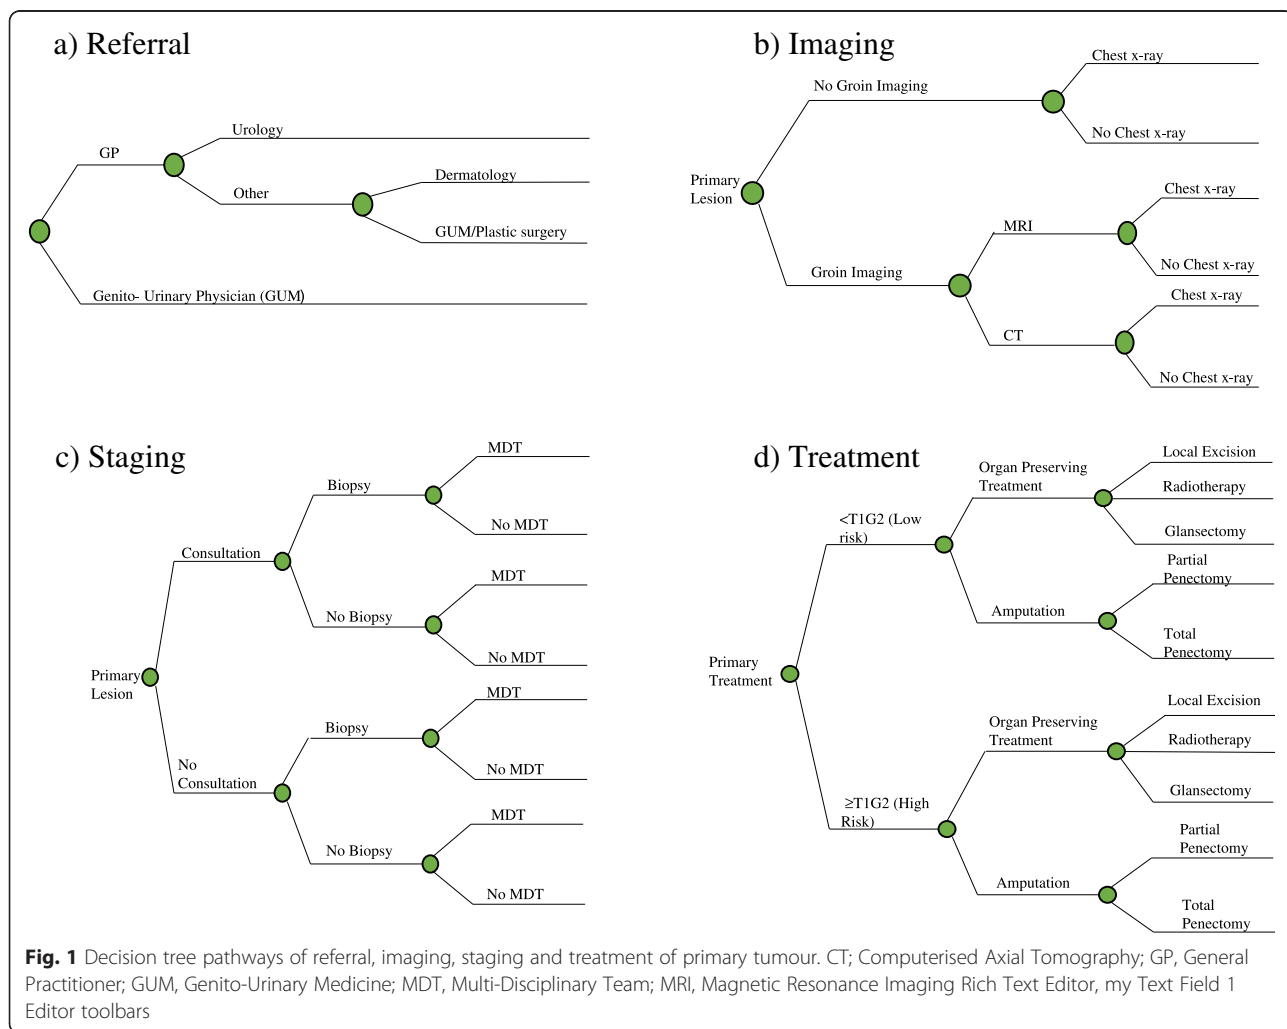 a) Referral
GP
Urology
Other
Dermatology
GUM/Plastic surgery
Genito- Urinary Physician (GUM)
b) Imaging
Primary
Lesion
No Groin Imaging
Chest x-ray
No Chest x-ray
Groin Imaging
MRI
Chest x-ray
No Chest x-ray
CT
Chest x-ray
No Chest x-ray
c) Staging
Primary
Lesion
Consultation
Biopsy
MDT
No MDT
No Biopsy
MDT
No MDT
No
Consultation
Biopsy
MDT
No MDT
No Biopsy
MDT
No MDT
d) Treatment
Primary
Treatment
<T1G2 (Low
risk)
Organ Preserving
Treatment
Local Excision
Radiotherapy
Glansectomy
Amputation
Partial
Penectomy
Total
Penectomy
≥T1G2 (High
Risk)
Organ Preserving
Treatment
Local Excision
Radiotherapy
Glansectomy
Amputation
Partial
Penectomy
Total
Penectomy
Fig. 1 Decision tree pathways of referral, imaging, staging and treatment of primary tumour. CT; Computerised Axial Tomography; GP, General
Practitioner; GUM, Genito-Urinary Medicine; MDT, Multi-Disciplinary Team; MRI, Magnetic Resonance Imaging Rich Text Editor, my Text Field 1
Editor toolbars